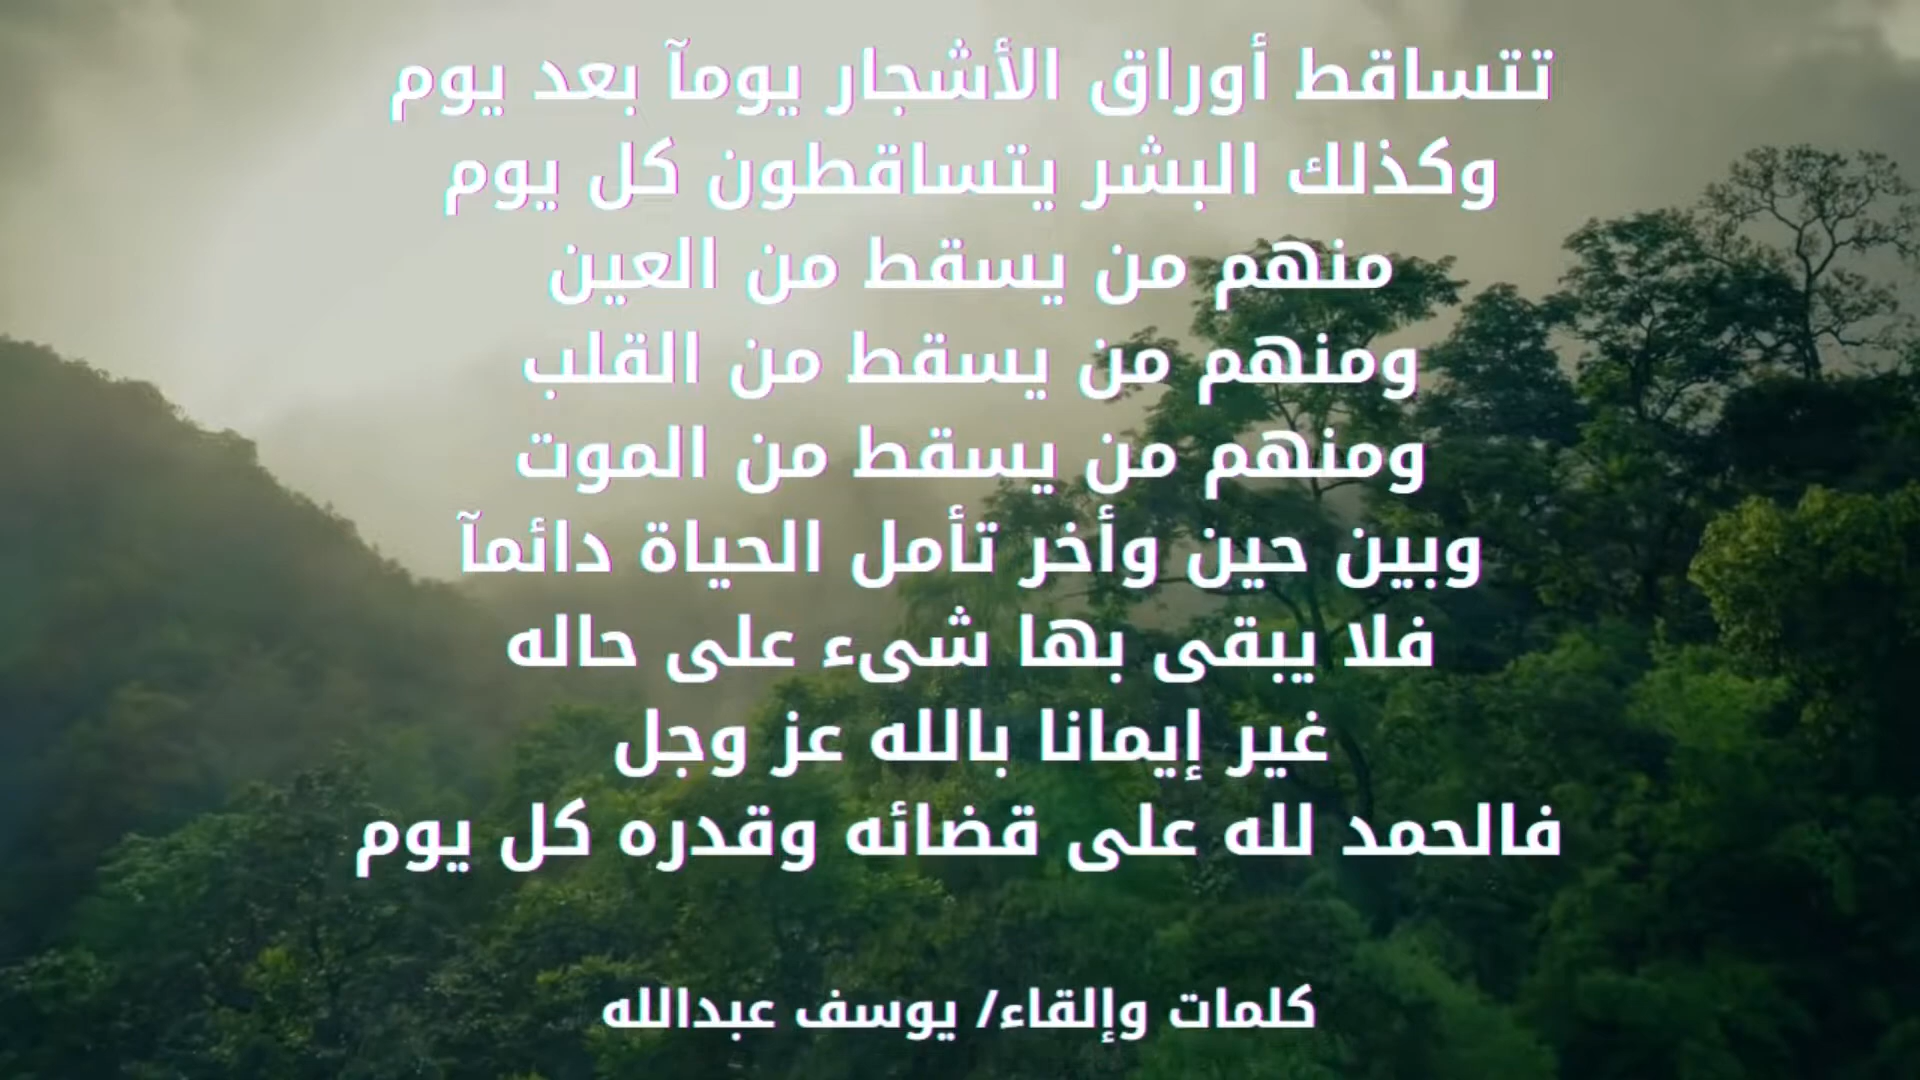 تتساقط أوراق الأشجار يومآ بعد يوم
وكذلك البشر يتساقطون كل يوم
منهم من يسقط من العين
ومنهم من يسقط من القلب
ومنهم من يسقط من الموت
وبين حين وأخر تأمل الحياة دائمآ
فلا يبقى بها شىء على حاله
غير إيمانا بالله عز وجل
فالحمد لله على قضائه وقدره كل يوم
كلمات وإلقاء/ يوسف عبدالله